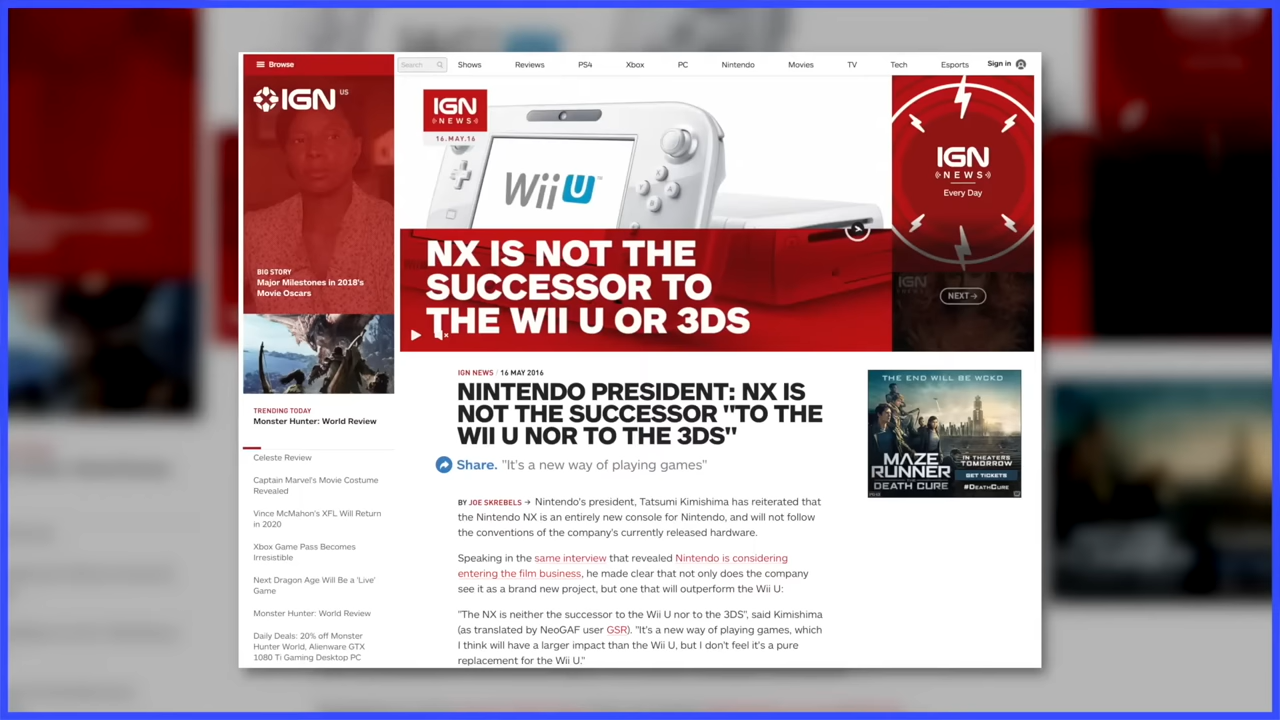 Browse
Search
Shows
Reviews
PS4
Xbox
PC
Nintendo
Movies
TV
Tech
Esports
Sign in
IGN US
BIG STORY
Major Milestones in 2018's
Movie Oscars
TRENDING TODAY
Monster Hunter: World Review
Celeste Review
Captain Marvel's Movie Costume
Revealed
Vince McMahon's XFL Will Return
in 2020
Xbox Game Pass Becomes
Irresistible
Next Dragon Age Will Be a 'Live'
Game
Monster Hunter: World Review
Daily Deals: 20% off Monster
Hunter World, Alienware GTX
1080 Ti Gaming Desktop PC
IGN
NEWS
16.MAY.16
WiiU™
NX IS NOT THE
SUCCESSOR TO
THE WII U OR 3DS
IGN
NEWS
Every Day
IGN
NEXT→
IGN NEWS / 16 MAY 2016
NINTENDO PRESIDENT: NX IS
NOT THE SUCCESSOR "TO THE
WII U NOR TO THE 3DS"
Share. "It's a new way of playing games"
BY JOE SKREBELS → Nintendo's president, Tatsumi Kimishima has reiterated that
the Nintendo NX is an entirely new console for Nintendo, and will not follow
the conventions of the company's currently released hardware.
Speaking in the same interview that revealed Nintendo is considering
entering the film business, he made clear that not only does the company
see it as a brand new project, but one that will outperform the Wii U:
"The NX is neither the successor to the Wii U nor to the 3DS", said Kimishima
(as translated by NeoGAF user GSR). "It's a new way of playing games, which
I think will have a larger impact than the Wii U, but I don't feel it's a pure
replacement for the Wii U."
THE END WILL BE WCKD
MAZE
RUNNER
THE
DEATH CURE
IN THEATERS
TOMORROW
GET TICKETS
#DeathCure